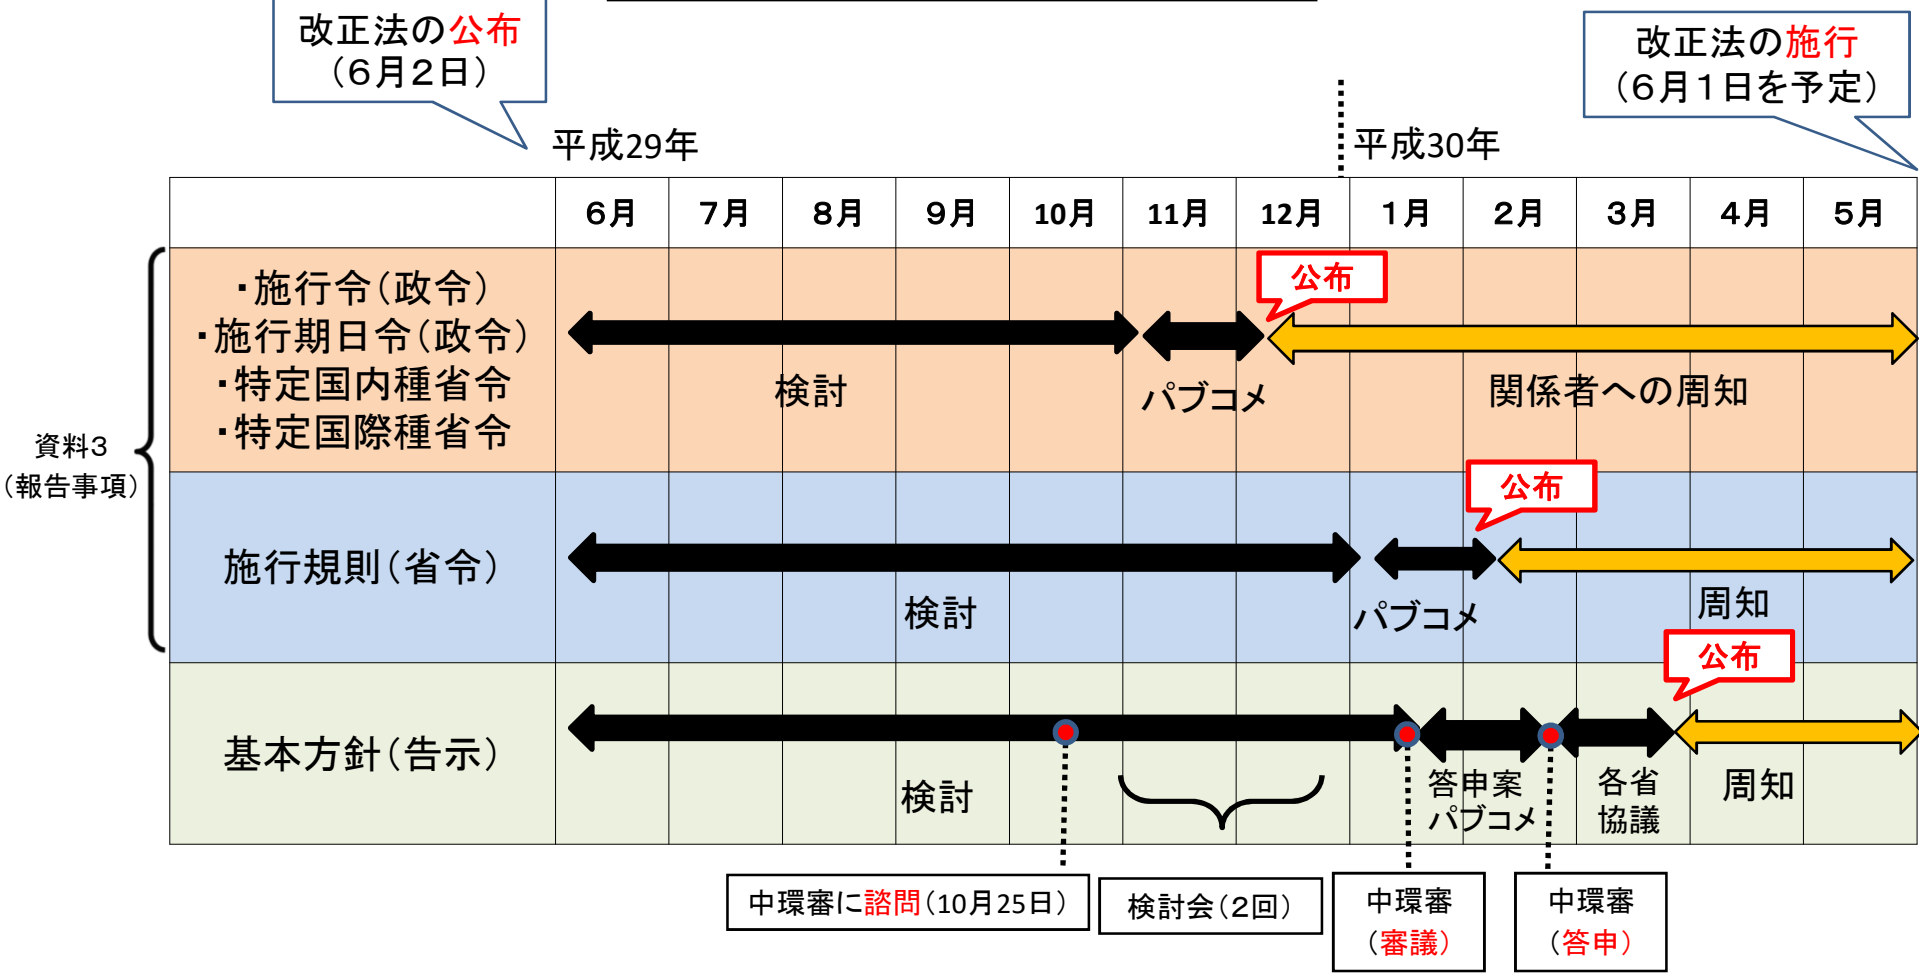 改正法の公布
（６月２日）
改正法の施行
（６月１日を予定）
平成29年
平成30年
６月 ７月 ８月 ９月 10月 11月 12月 １月 ２月 ３月 ４月 ５月
資料３
（報告事項）
・施行令（政令）
・施行期日令（政令）
・特定国内種省令
・特定国際種省令
検討
パブコメ
公布
関係者への周知
施行規則（省令）
検討
パブコメ
公布
周知
基本方針（告示）
検討
答申案
パブコメ
各省
協議
公布
周知
中環審に諮問（10月25日）
検討会（２回）
中環審
（審議）
中環審
（答申）